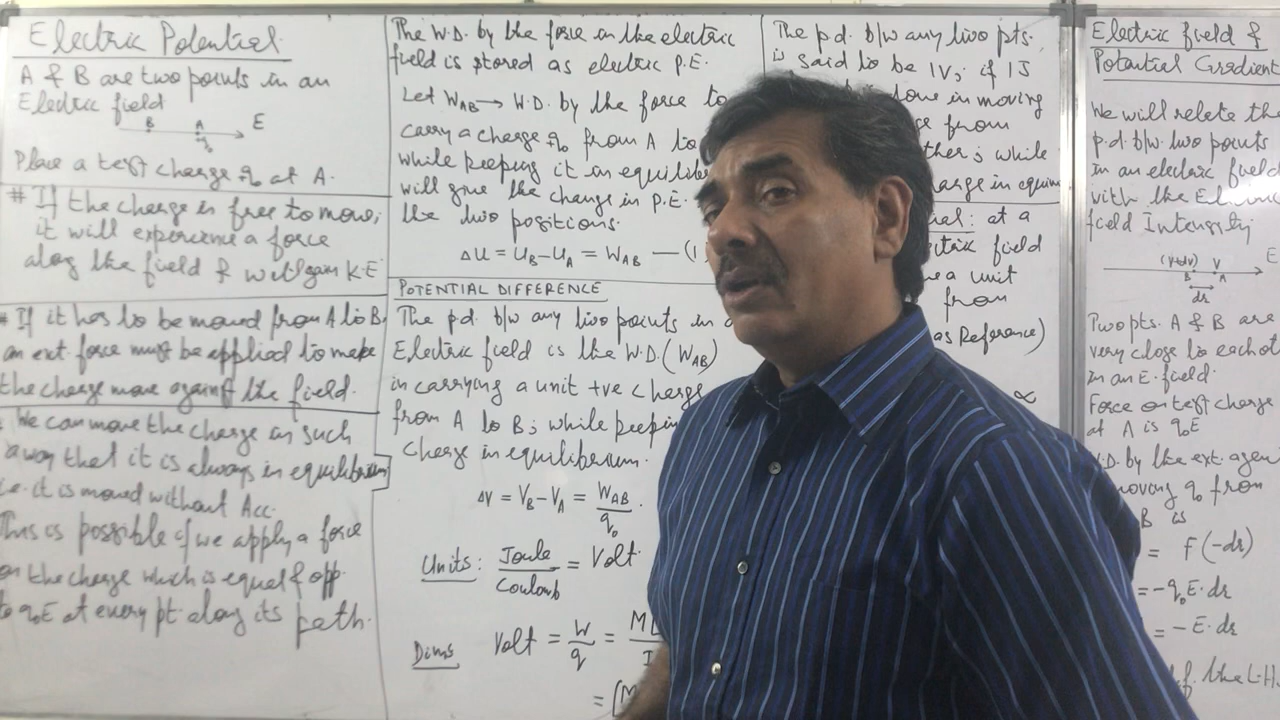 Electric Potential
A & B are two points in an
Electric field
B A E
q₀
Place a test charge q₀ at A.
# If the charge is free to move;
it will experience a force
along the field & will gain K.E
# If it has to be moved from A to B.
an ext. force must be applied to make
the charge move against the field.
We can move the charge in such
a way that it is always in equilibrium
i.e. it is moved without Acc.
This is possible if we apply a force
on the charge which is equal & opp.
to q₀E at every pt. along its path.
The W.D. by the force in the electric
field is stored as electric P.E.
Let W_AB → W.D. by the force to
carry a charge q₀ from A to
while keeping it in
will give the change in P.E.
the two positions.
ΔU = U_B - U_A = W_AB — (1
POTENTIAL DIFFERENCE
The p.d. b/w any two points in
Electric field is the W.D. (W_AB)
in carrying a unit +ve charge
from A to B; while
charge in equilibrium.
ΔV = V_B - V_A = W_AB / q₀ .
Units: Joule / Coulomb = Volt
Dims Volt = W / q =
The p.d. b/w any two pts.
is said to be 1V; if 1J
done in moving
from
while
in
at a
field
a unit
from
as Reference)
∝
Electric field &
Potential Gradient
We will relate the
p.d. b/w two points
in an electric field
with the
field Intensity
(V+dV) V E
B A
dr
Two pts. A & B are
very close to
in an E. field
Force on test charge
at A is q₀E
W.D. by the ext. agen
moving q₀ from
B is
= F(-dr)
= -q₀E·dr
= -E·dr
the L.H.